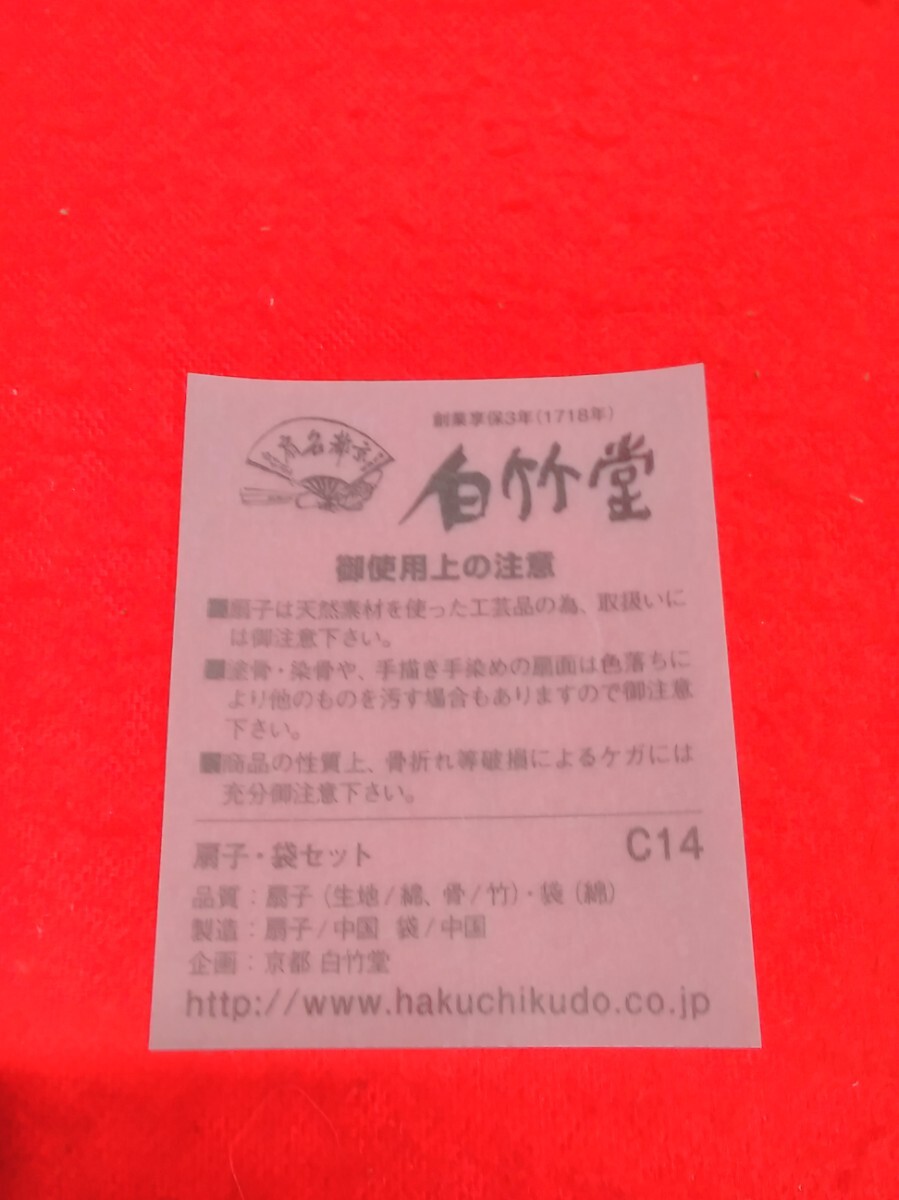 創業享保3年(1718年)
白竹堂
御使用上の注意
■扇子は天然素材を使った工芸品の為、取扱いに
は御注意下さい。
■塗骨・染骨や、手描き手染めの扇面は色落ちに
より他のものを汚す場合もありますので御注意
下さい。
■商品の性質上、骨折れ等破損によるケガには
充分御注意下さい。
扇子・袋セット C14
品質：扇子（生地/綿、骨/竹）・袋（綿）
製造：扇子/中国 袋/中国
企画：京都 白竹堂
http://www.hakuchikudo.co.jp